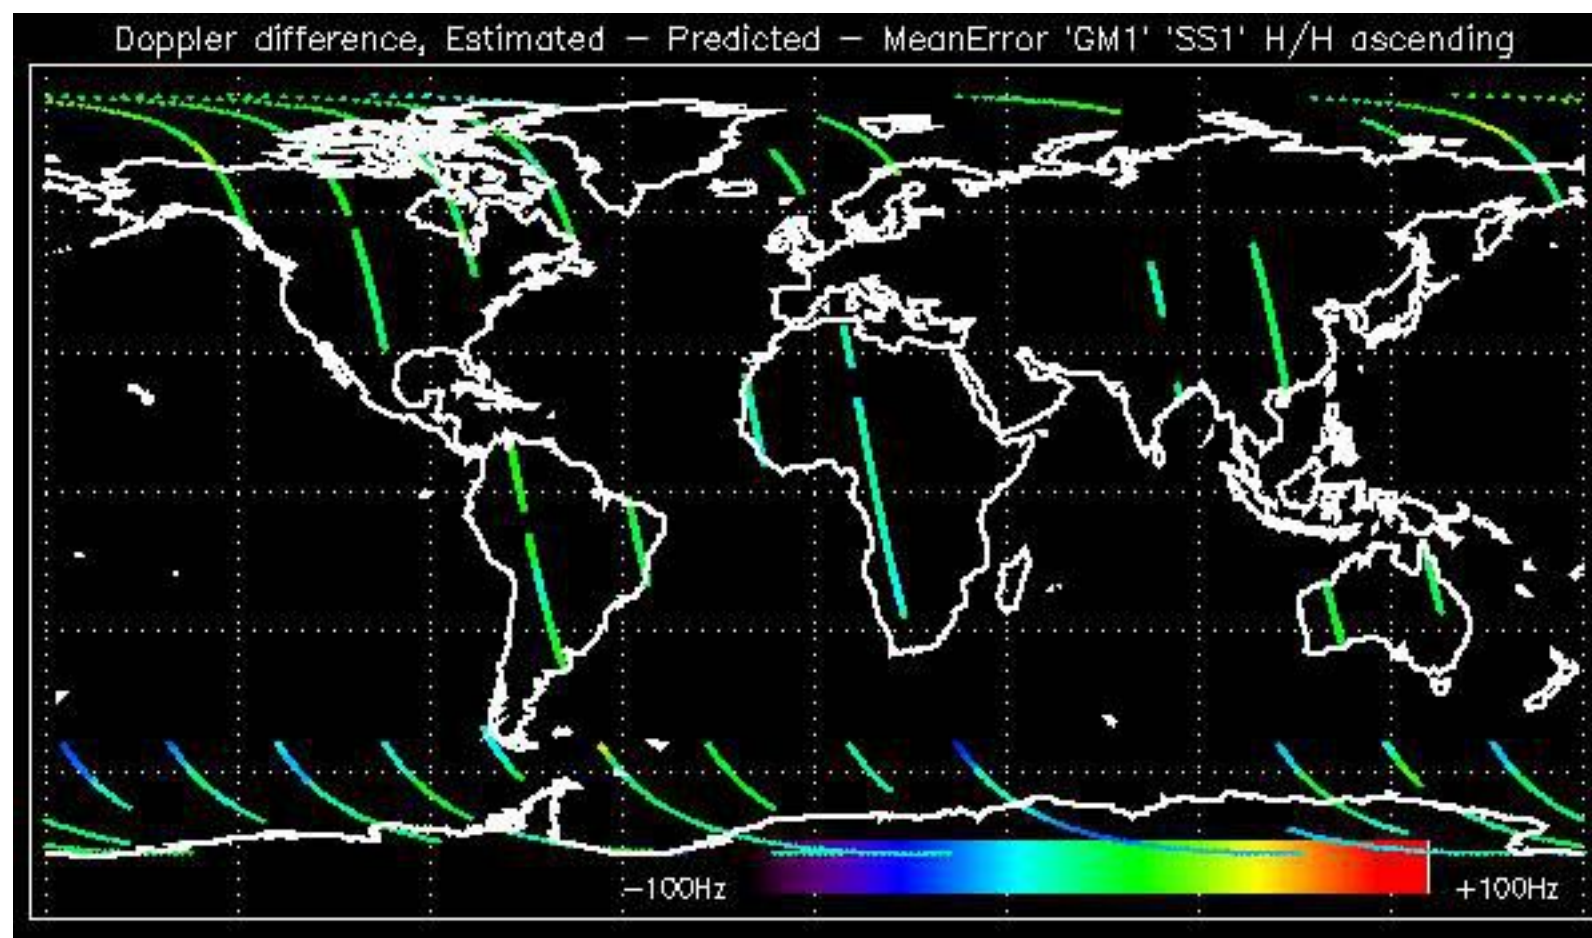 Doppler difference, Estimated – Predicted – MeanError 'GM1' 'SS1' H/H ascending
–100Hz
+100Hz